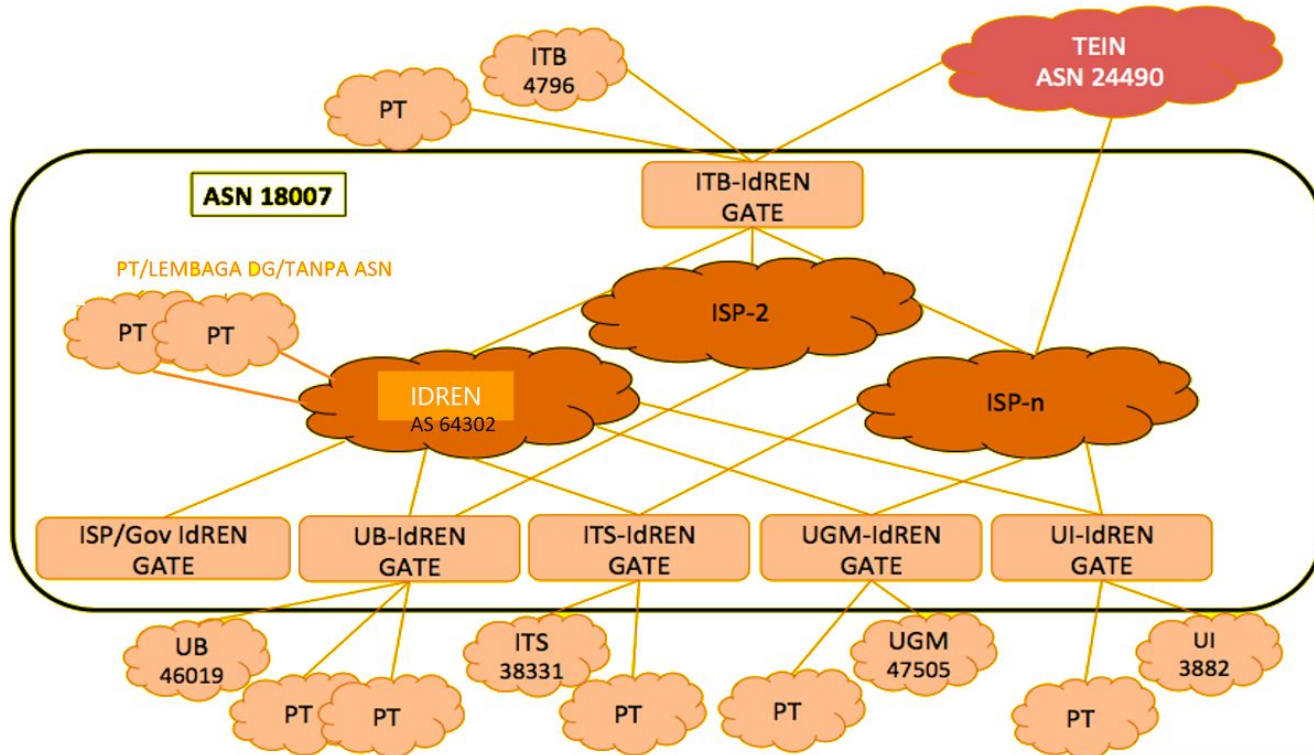 TEIN
ASN 24490
ITB
4796
PT
ASN 18007
ITB-IdREN
GATE
PT/LEMBAGA DG/TANPA ASN
PT
PT
ISP-2
IDREN
AS 64302
ISP-n
ISP/Gov IdREN
GATE
UB-IdREN
GATE
ITS-IdREN
GATE
UGM-IdREN
GATE
UI-IdREN
GATE
UB
46019
ITS
38331
UGM
47505
UI
3882
PT
PT
PT
PT
PT